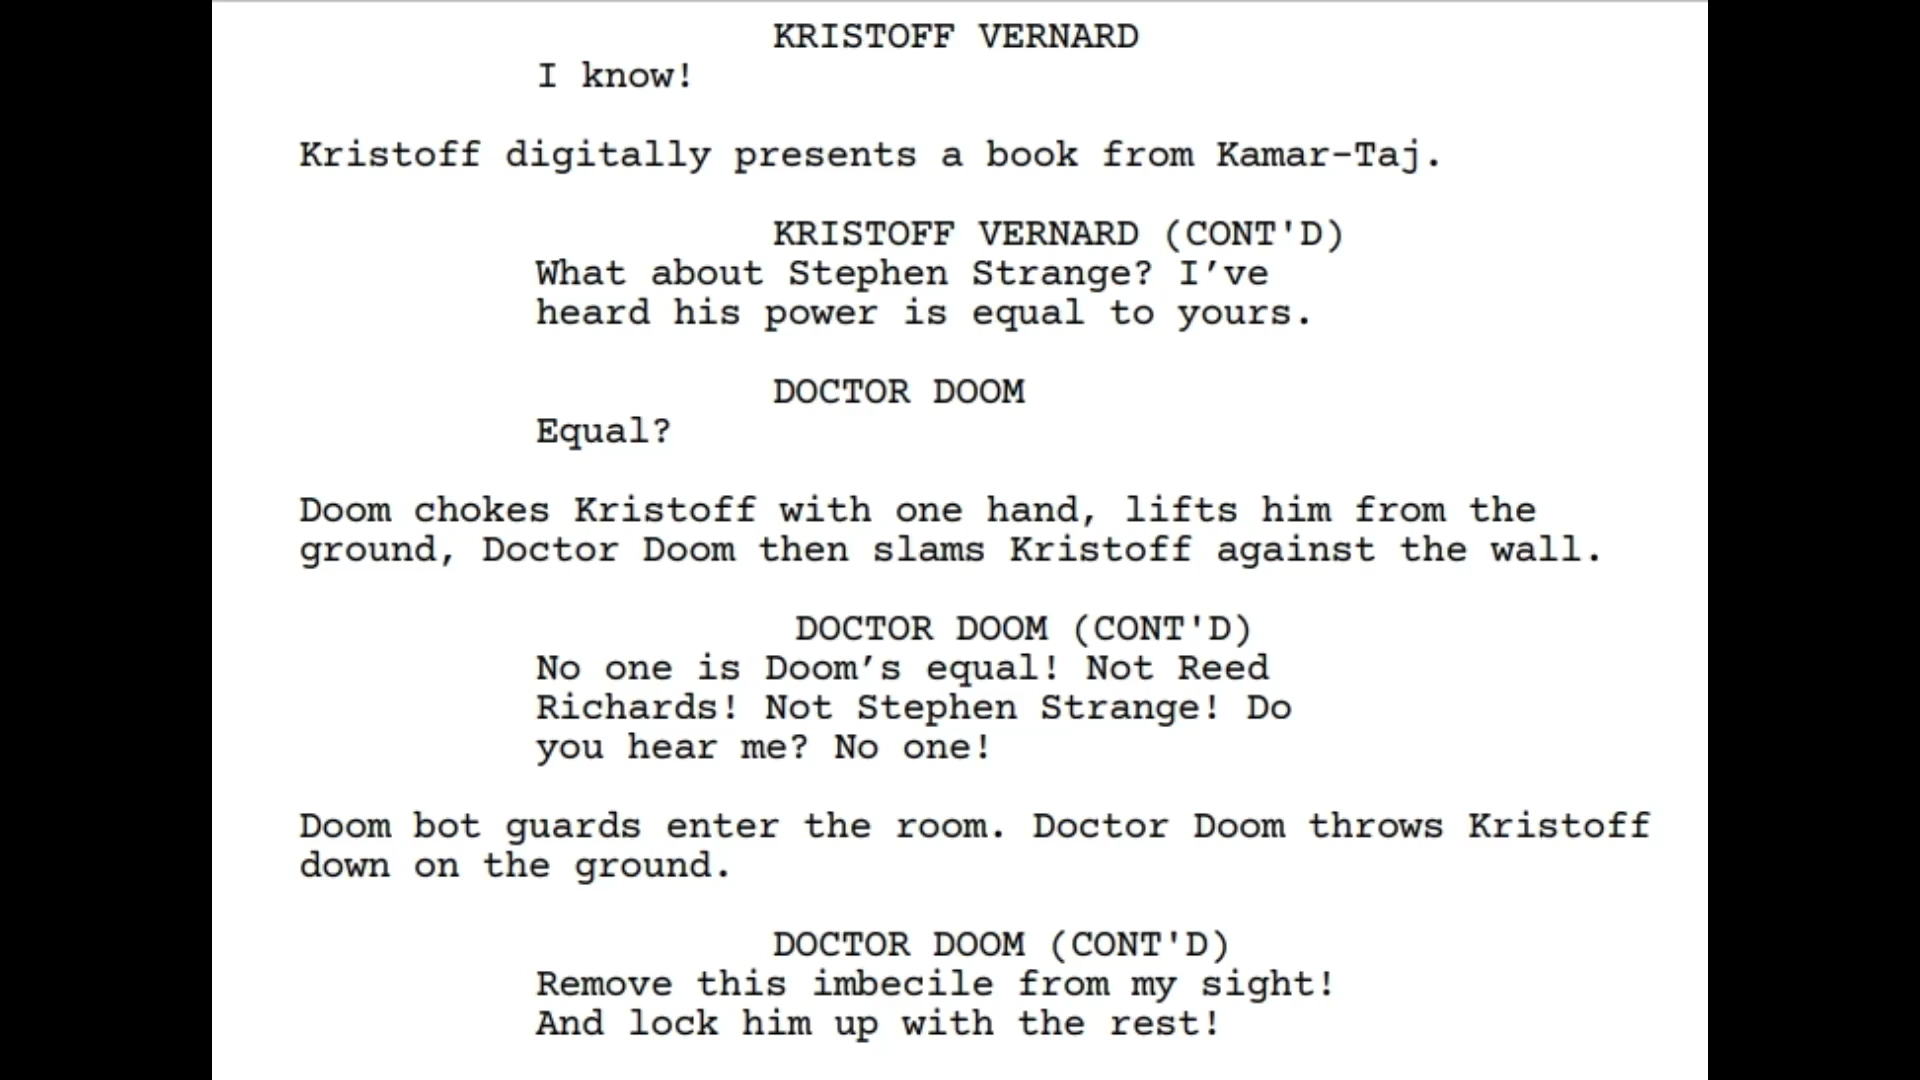 KRISTOFF VERNARD
I know!
Kristoff digitally presents a book from Kamar-Taj.
KRISTOFF VERNARD (CONT'D)
What about Stephen Strange? I’ve
heard his power is equal to yours.
DOCTOR DOOM
Equal?
Doom chokes Kristoff with one hand, lifts him from the
ground, Doctor Doom then slams Kristoff against the wall.
DOCTOR DOOM (CONT'D)
No one is Doom’s equal! Not Reed
Richards! Not Stephen Strange! Do
you hear me? No one!
Doom bot guards enter the room. Doctor Doom throws Kristoff
down on the ground.
DOCTOR DOOM (CONT'D)
Remove this imbecile from my sight!
And lock him up with the rest!